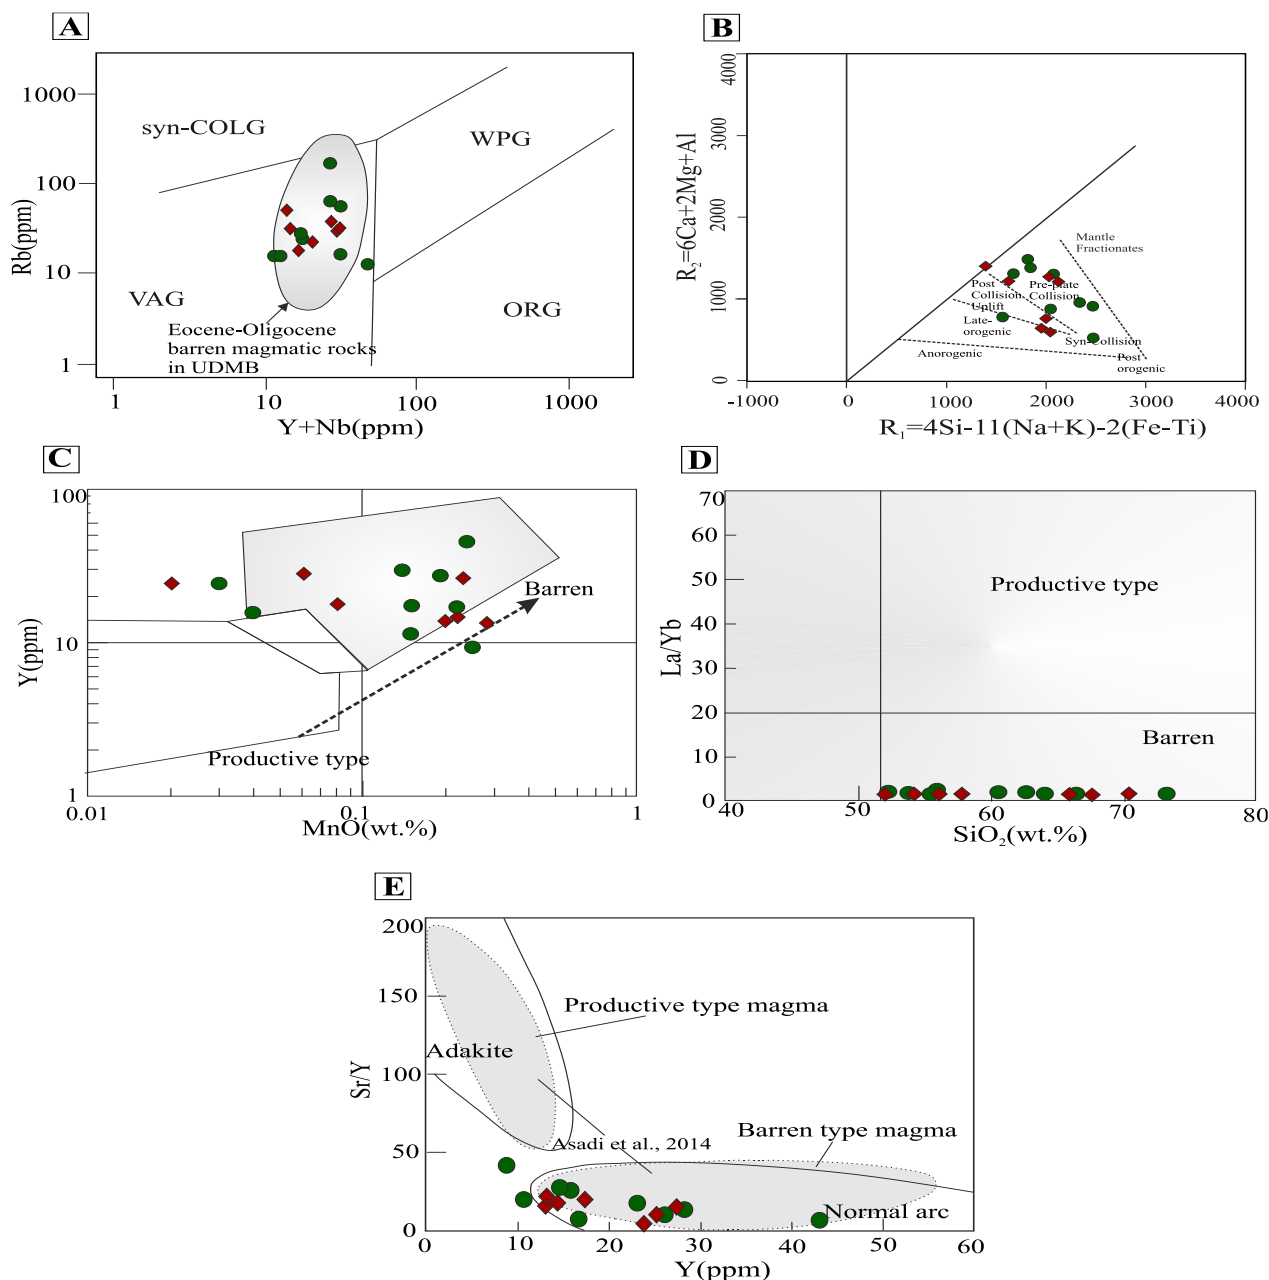 A
1000
100
10
1
Rb(ppm)
syn-COLG
WPG
VAG
ORG
Eocene-Oligocene
barren magmatic rocks
in UDMB
1
10
100
1000
Y+Nb(ppm)
B
4000
3000
2000
1000
0
R2=6Ca+2Mg+Al
Mantle
Fractionates
Post
Collision
Uplift
Pre-plate
Collision
Late-
orogenic
Syn-Collision
Anorogenic
Post
orogenic
-1000
0
1000
2000
3000
4000
R1=4Si-11(Na+K)-2(Fe-Ti)
C
100
10
1
Y(ppm)
Barren
Productive type
0.01
0.1
1
MnO(wt.%)
D
70
60
50
40
30
20
10
0
La/Yb
Productive type
Barren
40
50
60
70
80
SiO2(wt.%)
E
200
150
100
50
0
Sr/Y
Productive type magma
Adakite
Asadi et al., 2014
Barren type magma
Normal arc
0
10
20
30
40
50
60
Y(ppm)